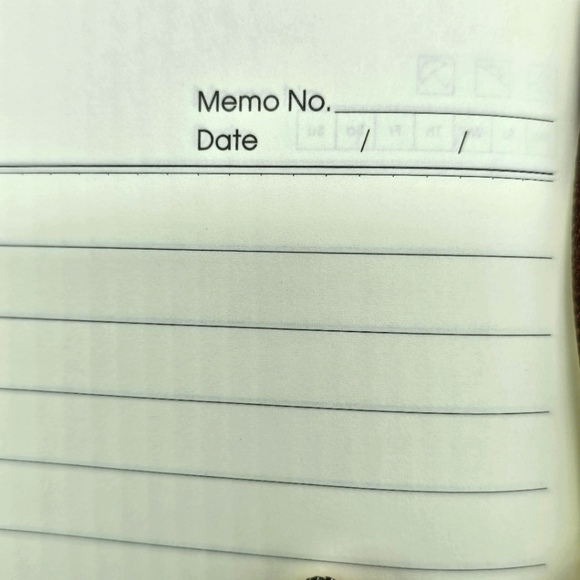 Memo No.
Date / /